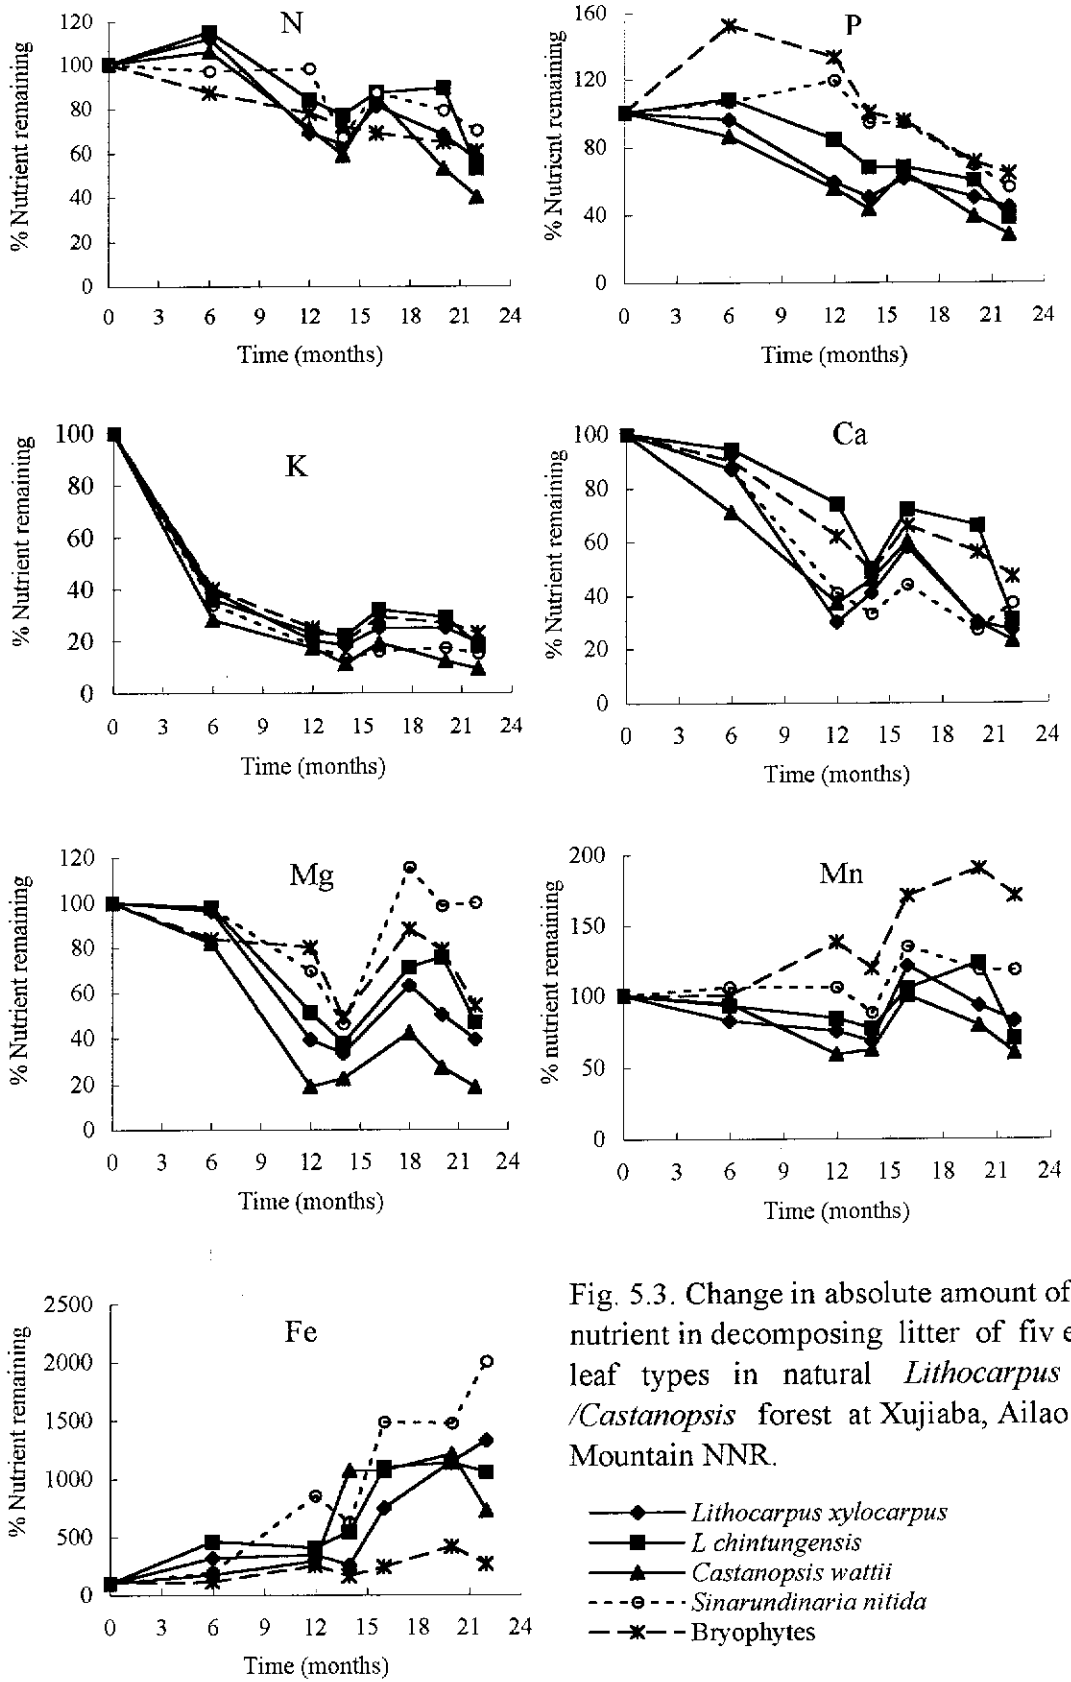 N
% Nutrient remaining
120
100
80
60
40
20
0
0 3 6 9 12 15 18 21 24
Time (months)
P
% Nutrient remaining
160
120
80
40
0
0 3 6 9 12 15 18 21 24
Time (months)
K
% Nutrient remaining
100
80
60
40
20
0
0 3 6 9 12 15 18 21 24
Time (months)
Ca
% Nutrient remaining
100
80
60
40
20
0
0 3 6 9 12 15 18 21 24
Time (months)
Mg
% Nutrient remaining
120
100
80
60
40
20
0
0 3 6 9 12 15 18 21 24
Time (months)
Mn
% nutrient remaining
200
150
100
50
0
0 3 6 9 12 15 18 21 24
Time (months)
Fe
% Nutrient remaining
2500
2000
1500
1000
500
0
0 3 6 9 12 15 18 21 24
Time (months)
Fig. 5.3. Change in absolute amount of
nutrient in decomposing litter of fiv e
leaf types in natural Lithocarpus
/Castanopsis forest at Xujiaba, Ailao
Mountain NNR.
Lithocarpus xylocarpus
L chintungensis
Castanopsis wattii
Sinarundinaria nitida
Bryophytes